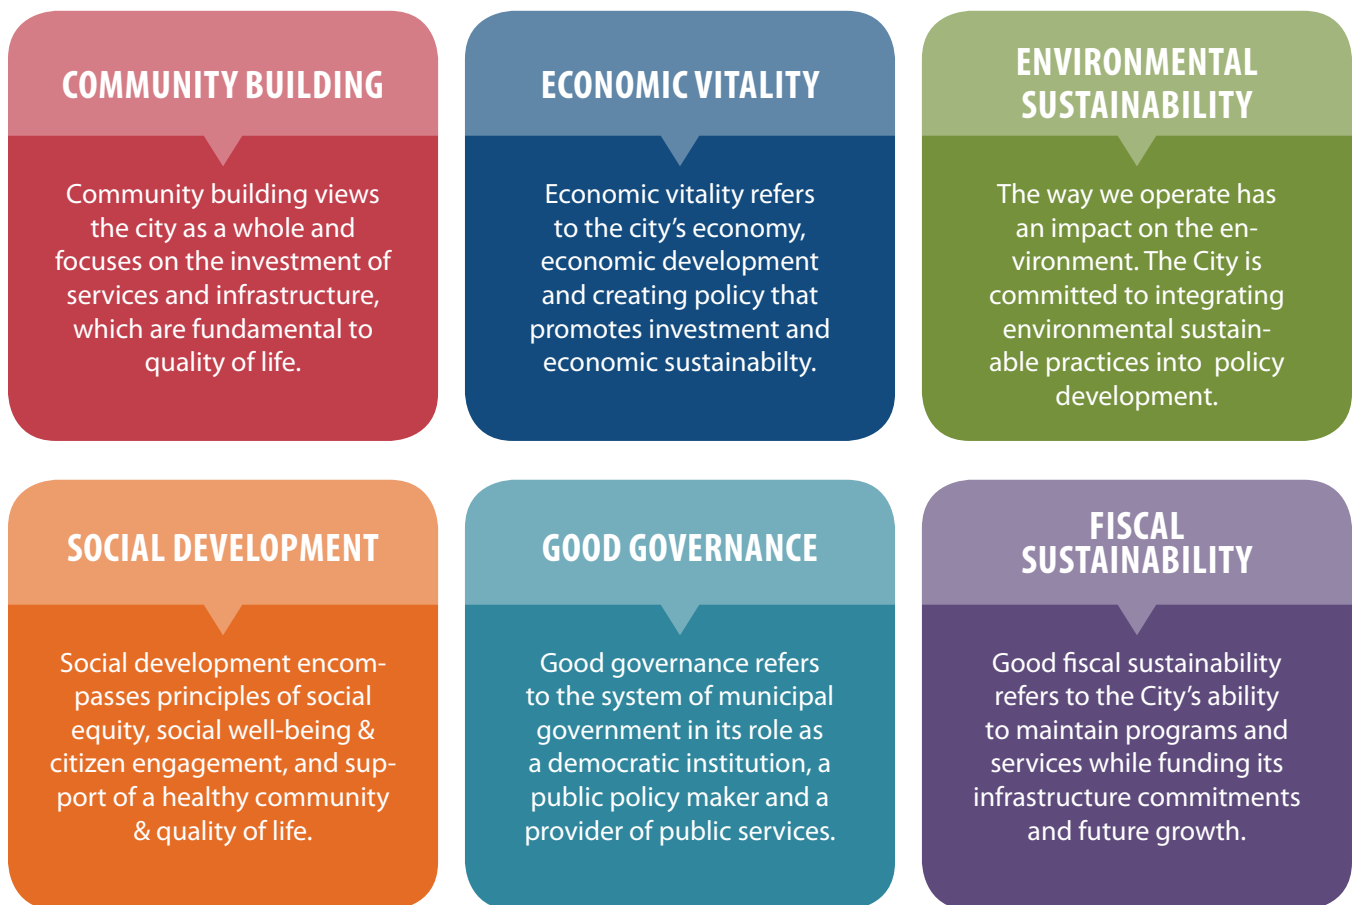 COMMUNITY BUILDING
Community building views
the city as a whole and
focuses on the investment of
services and infrastructure,
which are fundamental to
quality of life.
ECONOMIC VITALITY
Economic vitality refers
to the city’s economy,
economic development
and creating policy that
promotes investment and
economic sustainabilty.
ENVIRONMENTAL
SUSTAINABILITY
The way we operate has
an impact on the en-
vironment. The City is
committed to integrating
environmental sustain-
able practices into  policy
development.
SOCIAL DEVELOPMENT
Social development encom-
passes principles of social
equity, social well-being &
citizen engagement, and sup-
port of a healthy community
& quality of life.
GOOD GOVERNANCE
Good governance refers
to the system of municipal
government in its role as
a democratic institution, a
public policy maker and a
provider of public services.
FISCAL
SUSTAINABILITY
Good fiscal sustainability
refers to the City’s ability
to maintain programs and
services while funding its
infrastructure commitments
and future growth.